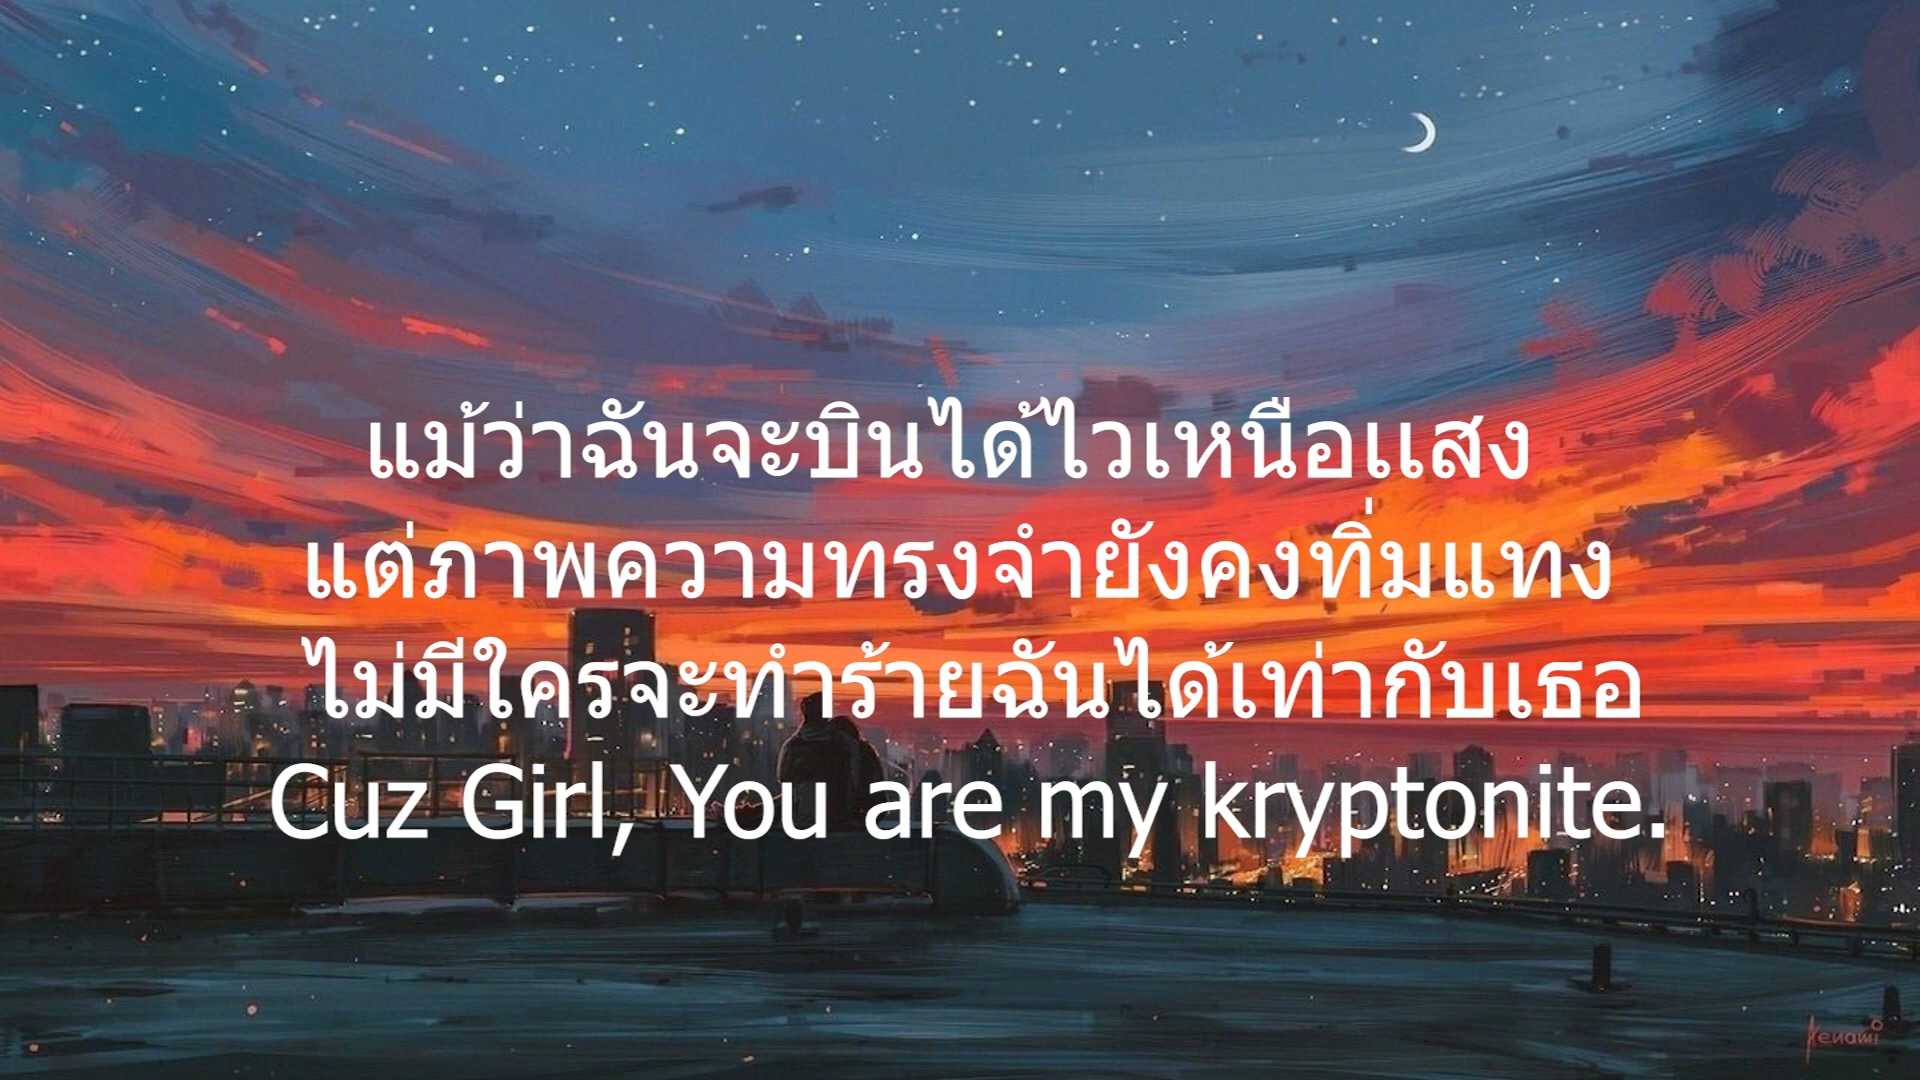 แม้ว่าฉันจะบินได้ไวเหนือแสง
แต่ภาพความทรงจำยังคงทิ่มแทง
ไม่มีใครจะทำร้ายฉันได้เท่ากับเธอ
Cuz Girl, You are my kryptonite.
Aenami